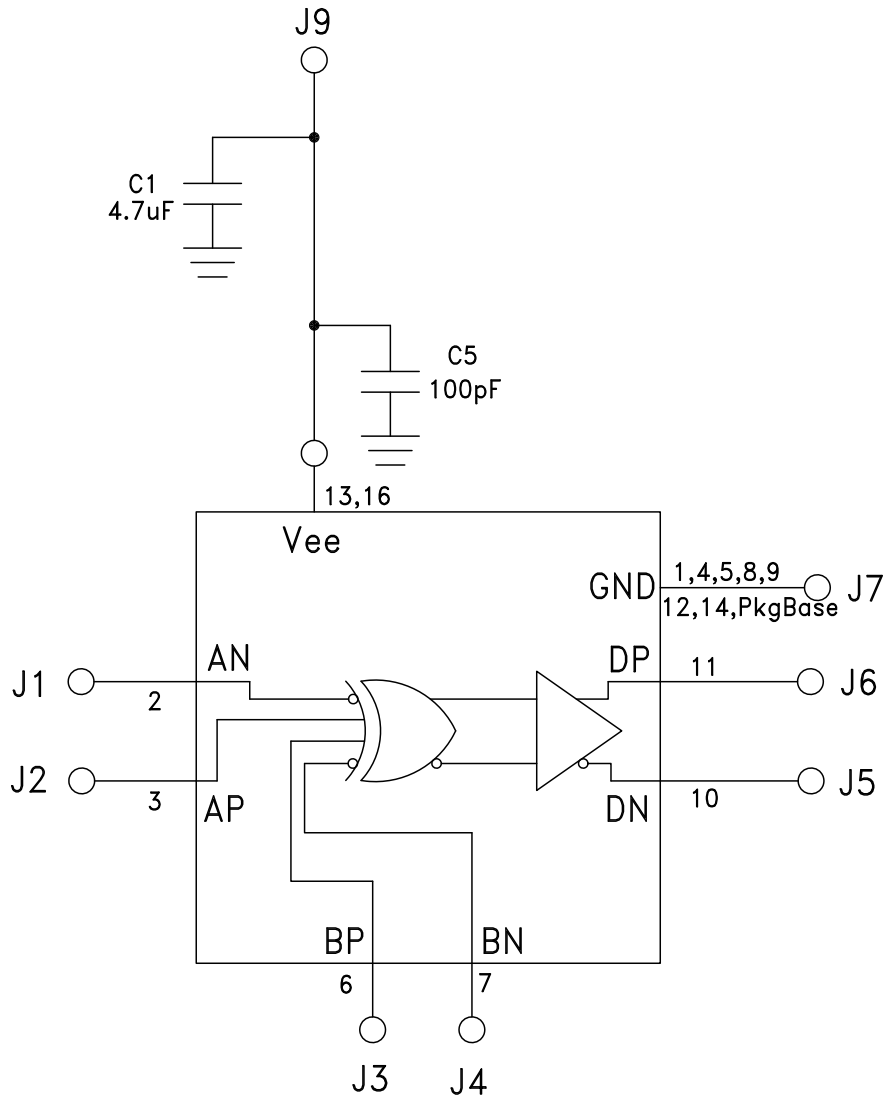 J9
C1
4.7uF
C5
100pF
13,16
Vee
GND
1,4,5,8,9
J7
12,14,PkgBase
J1
2
AN
DP
11
J6
J2
3
AP
DN
10
J5
BP
BN
6
7
J3
J4